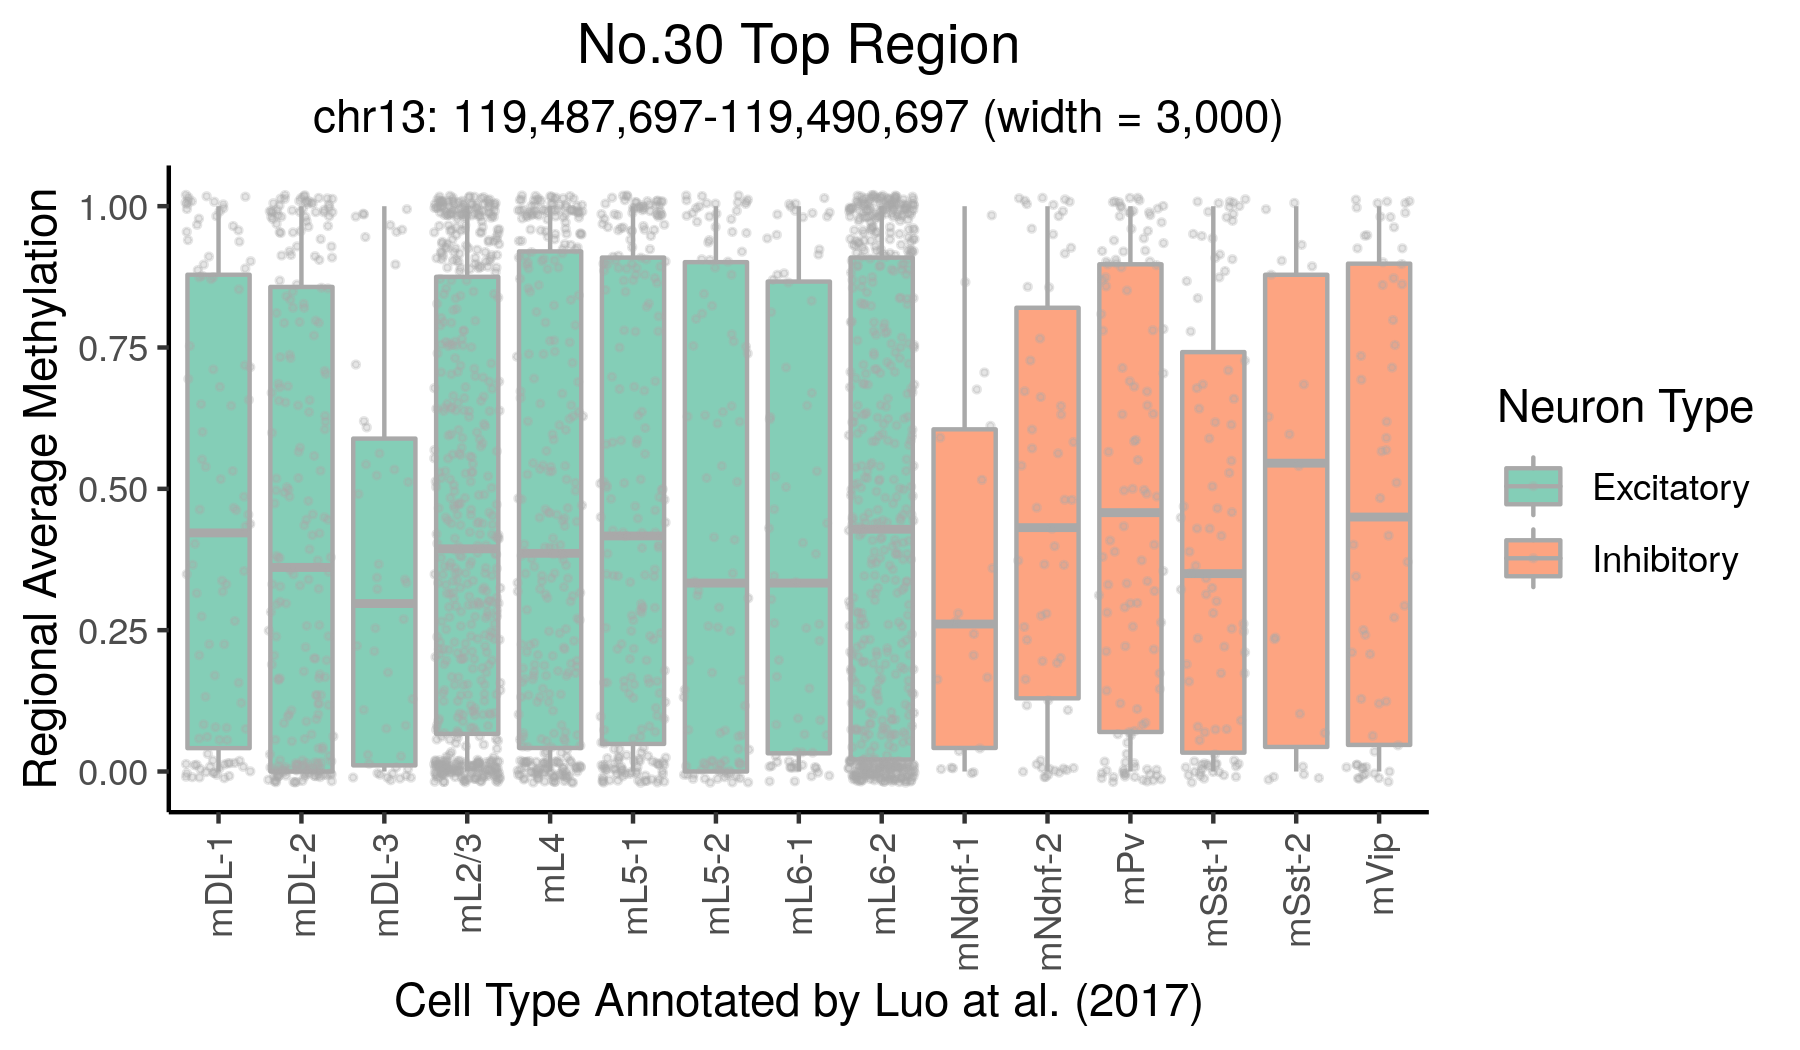 No.30 Top Region
chr13: 119,487,697-119,490,697 (width = 3,000)
Regional Average Methylation
1.00
0.75
0.50
0.25
0.00
mDL-1
mDL-2
mDL-3
mL2/3
mL4
mL5-1
mL5-2
mL6-1
mL6-2
mNdnf-1
mNdnf-2
mPv
mSst-1
mSst-2
mVip
Cell Type Annotated by Luo at al. (2017)
Neuron Type
Excitatory
Inhibitory